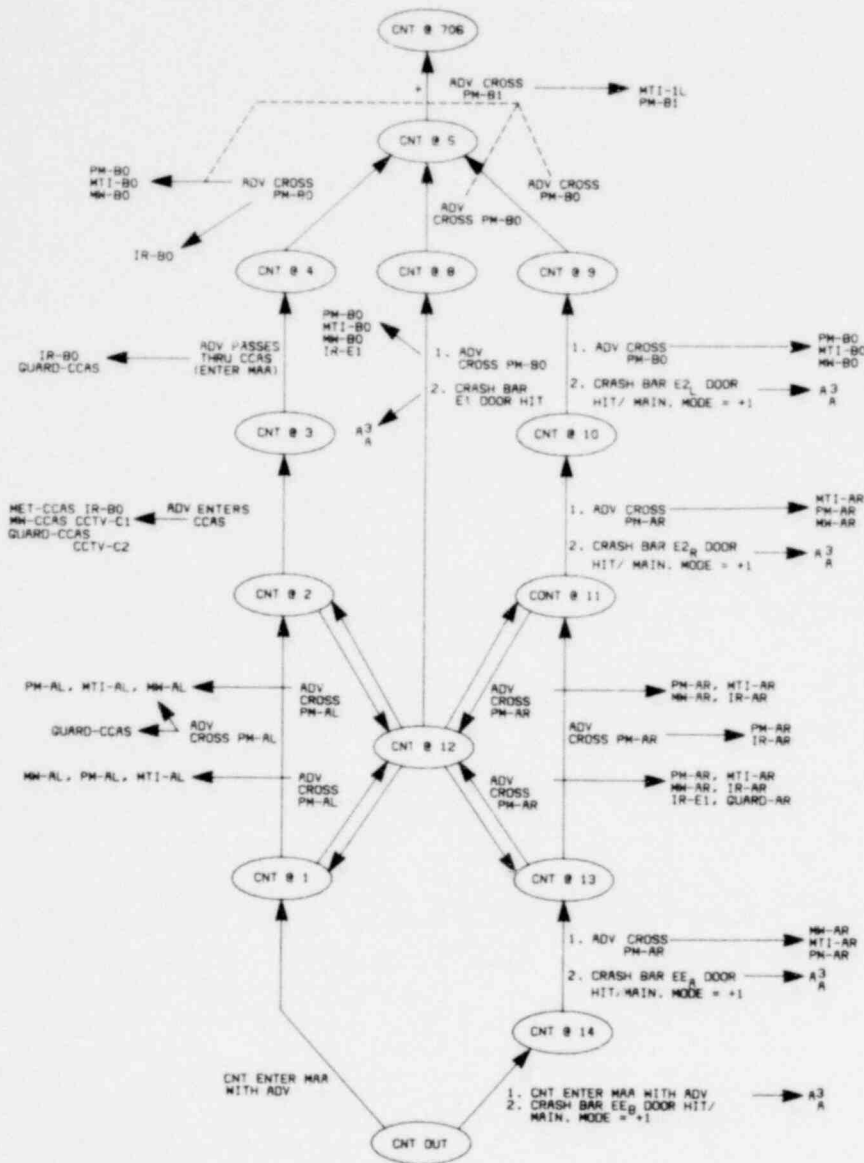 CNT @ 706
+
ADV CROSS
PM-B1
MTI-1L
PM-B1
CNT @ 5
PM-BO
MTI-BO
MW-BO
ADV CROSS
PM-BO
IR-BO
ADV
CROSS PM-BO
ADV CROSS
PM-BO
CNT @ 4
CNT @ 8
CNT @ 9
IR-BO
GUARD-CCAS
ADV PASSES
THRU CCAS
(ENTER MAA)
PM-BO
MTI-BO
MW-BO
IR-E1
1. ADV
CROSS PM-BO
2. CRASH BAR
E1 DOOR HIT
A3
A
1. ADV CROSS
PM-BO
PM-BO
MTI-BO
MW-BO
2. CRASH BAR E2L DOOR
HIT/ MAIN. MODE = +1
A3
A
CNT @ 3
CNT @ 10
MET-CCAS IR-BO
MW-CCAS CCTV-C1
GUARD-CCAS
CCTV-C2
ADV ENTERS
CCAS
1. ADV CROSS
PM-AR
MTI-AR
PM-AR
MW-AR
2. CRASH BAR E2R DOOR
HIT/ MAIN. MODE = +1
A3
A
CNT @ 2
CONT @ 11
PM-AL, MTI-AL, MW-AL
ADV
CROSS
PM-AL
ADV
CROSS
PM-AR
PM-AR, MTI-AR
MW-AR, IR-AR
GUARD-CCAS
ADV
CROSS PM-AL
CNT @ 12
ADV
CROSS PM-AR
PM-AR
IR-AR
MW-AL, PM-AL, MTI-AL
ADV
CROSS
PM-AL
ADV
CROSS
PM-AR
PM-AR, MTI-AR
MW-AR, IR-AR
IR-E1, GUARD-AR
CNT @ 1
CNT @ 13
1. ADV CROSS
PM-AR
MW-AR
MTI-AR
PM-AR
2. CRASH BAR EEA DOOR
HIT/MAIN. MODE = +1
A3
A
CNT @ 14
CNT ENTER MAA
WITH ADV
1. CNT ENTER MAA WITH ADV
2. CRASH BAR EEB DOOR HIT/
MAIN. MODE = +1
A3
A
CNT OUT